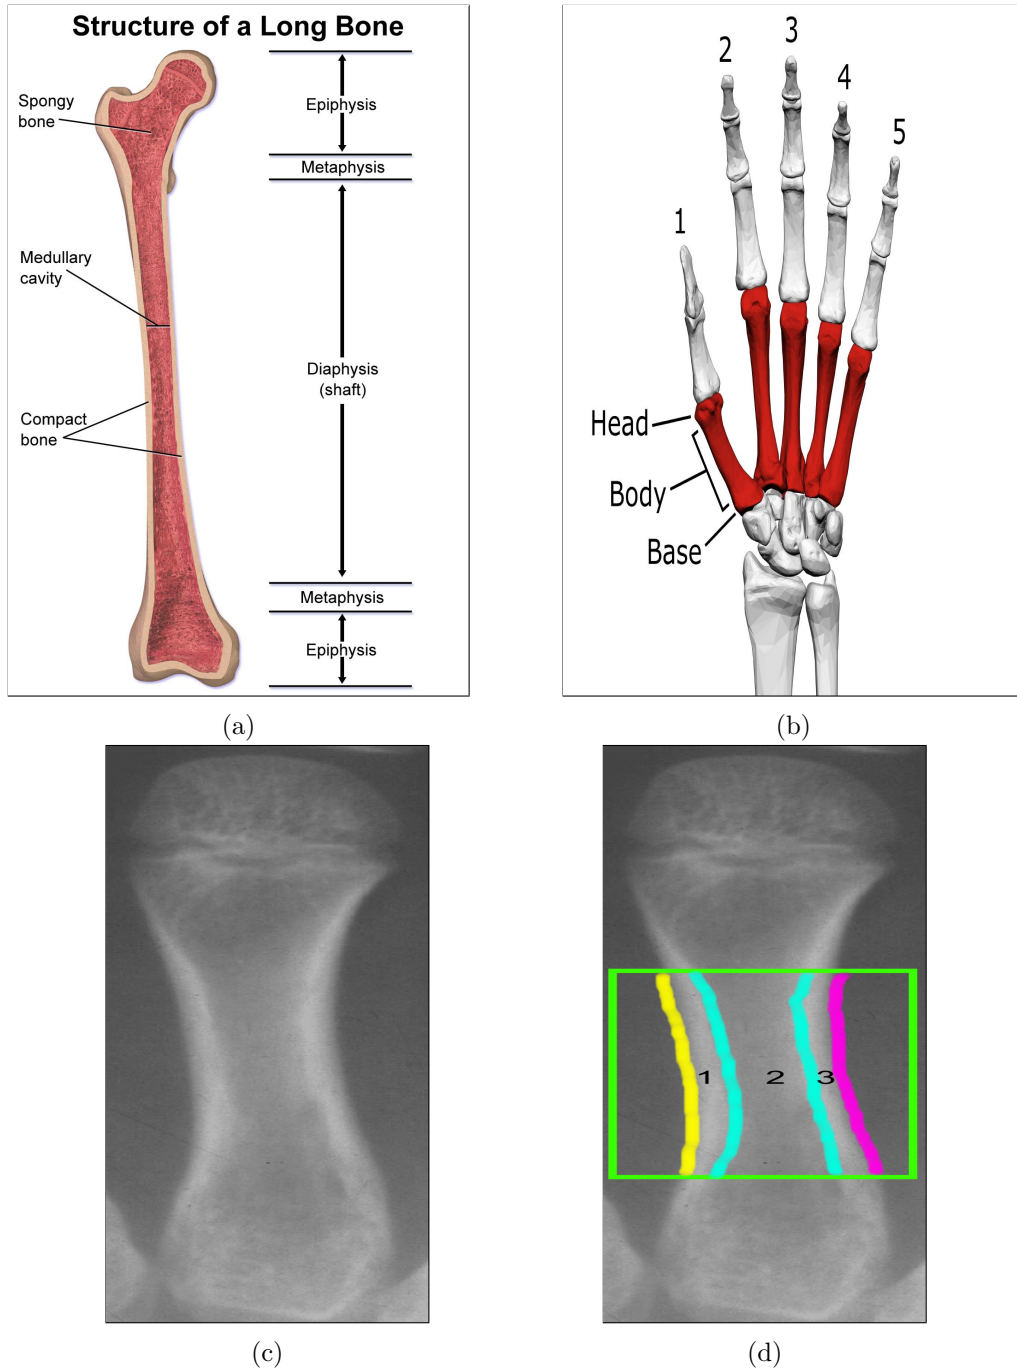 Structure of a Long Bone
Spongy
bone
Epiphysis
Metaphysis
Medullary
cavity
Diaphysis
(shaft)
Compact
bone
Metaphysis
Epiphysis
(a)
1
2
3
4
5
Head
Body
Base
(b)
(c)
1
2
3
(d)